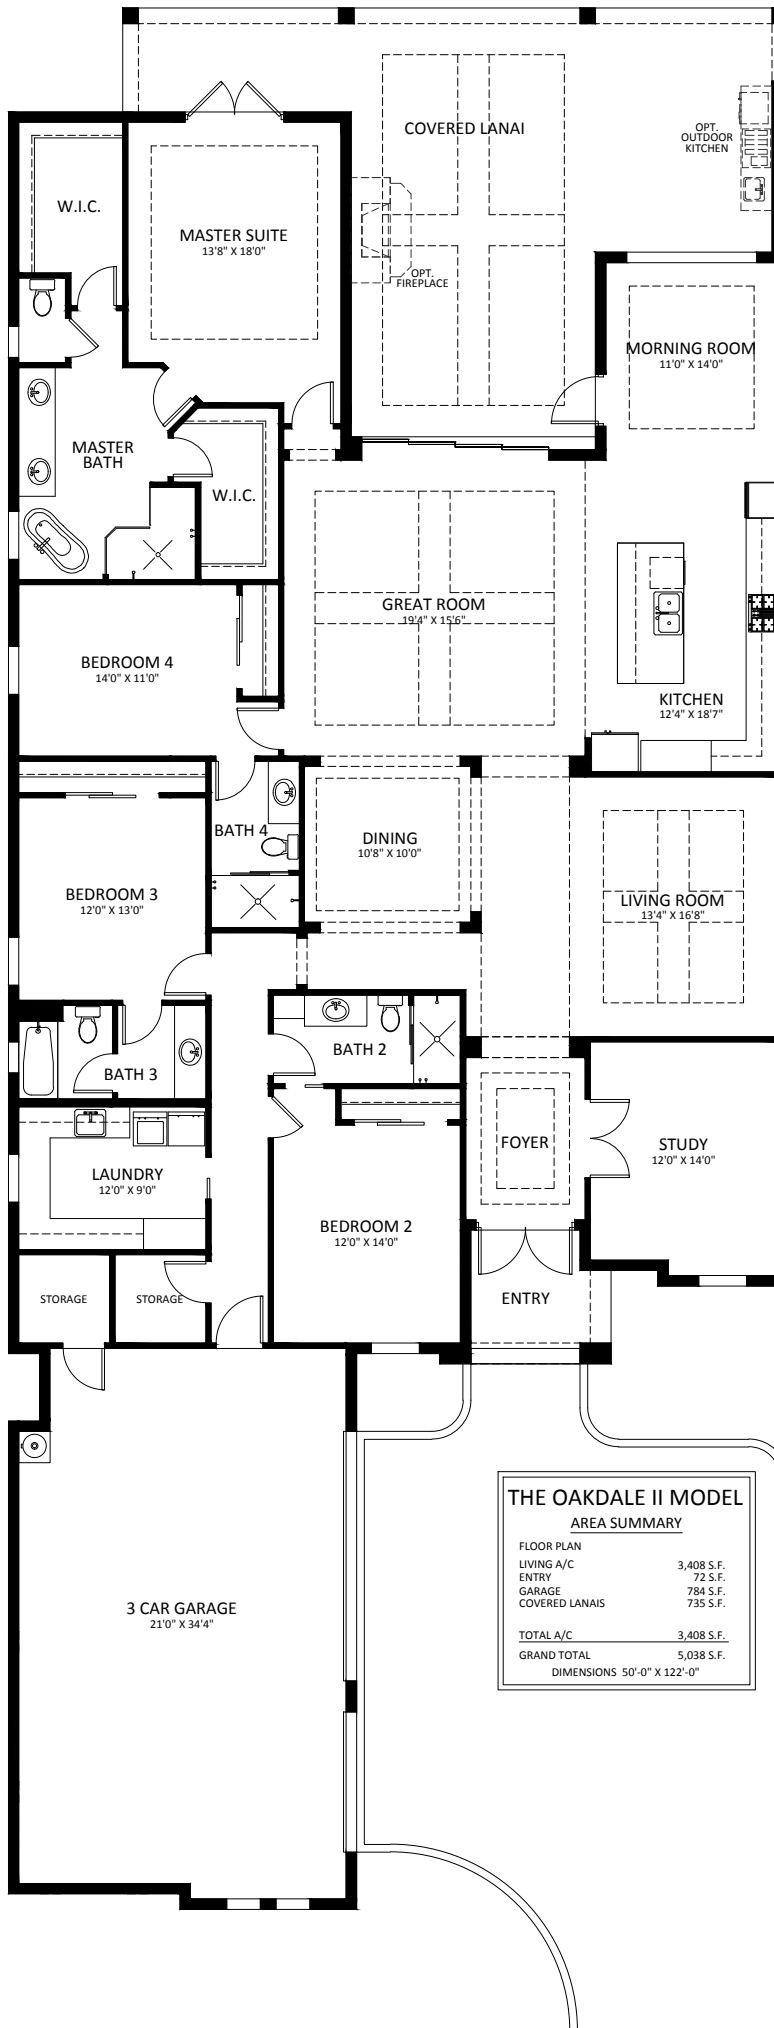 COVERED LANAI
OPT.
OUTDOOR
KITCHEN
W.I.C.
MASTER SUITE
13'8" X 18'0"
OPT.
FIREPLACE
MORNING ROOM
11'0" X 14'0"
MASTER
BATH
W.I.C.
GREAT ROOM
19'4" X 15'6"
BEDROOM 4
14'0" X 11'0"
KITCHEN
12'4" X 18'7"
BATH 4
DINING
10'8" X 10'0"
BEDROOM 3
12'0" X 13'0"
LIVING ROOM
13'4" X 16'8"
BATH 2
BATH 3
FOYER
STUDY
12'0" X 14'0"
LAUNDRY
12'0" X 9'0"
BEDROOM 2
12'0" X 14'0"
STORAGE
STORAGE
ENTRY
THE OAKDALE II MODEL
AREA SUMMARY
FLOOR PLAN
LIVING A/C 3,408 S.F.
ENTRY 72 S.F.
GARAGE 784 S.F.
COVERED LANAIS 735 S.F.
TOTAL A/C 3,408 S.F.
GRAND TOTAL 5,038 S.F.
DIMENSIONS 50'-0" X 122'-0"
3 CAR GARAGE
21'0" X 34'4"